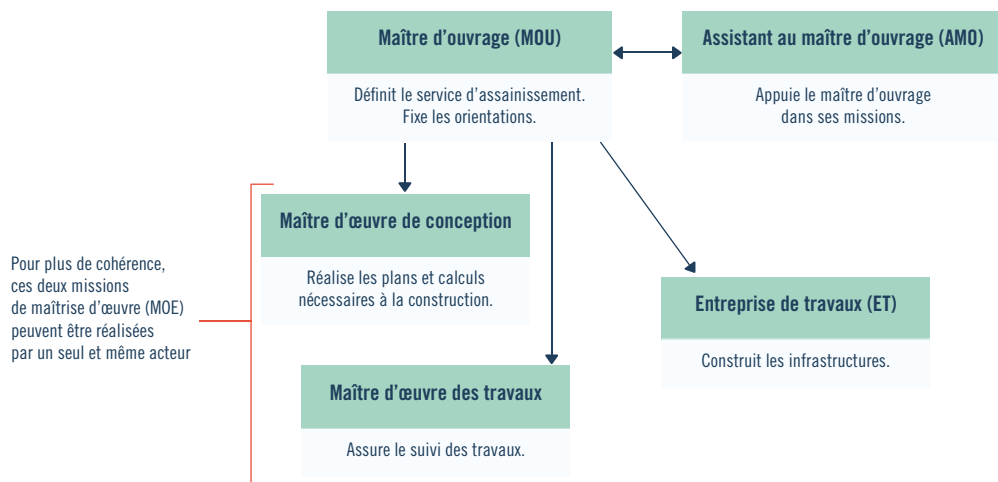 Maître d’ouvrage (MOU)
Définit le service d’assainissement.
Fixe les orientations.
Assistant au maître d’ouvrage (AMO)
Appuie le maître d’ouvrage
dans ses missions.
Maître d’œuvre de conception
Réalise les plans et calculs
nécessaires à la construction.
Pour plus de cohérence,
ces deux missions
de maîtrise d’œuvre (MOE)
peuvent être réalisées
par un seul et même acteur
Entreprise de travaux (ET)
Construit les infrastructures.
Maître d’œuvre des travaux
Assure le suivi des travaux.